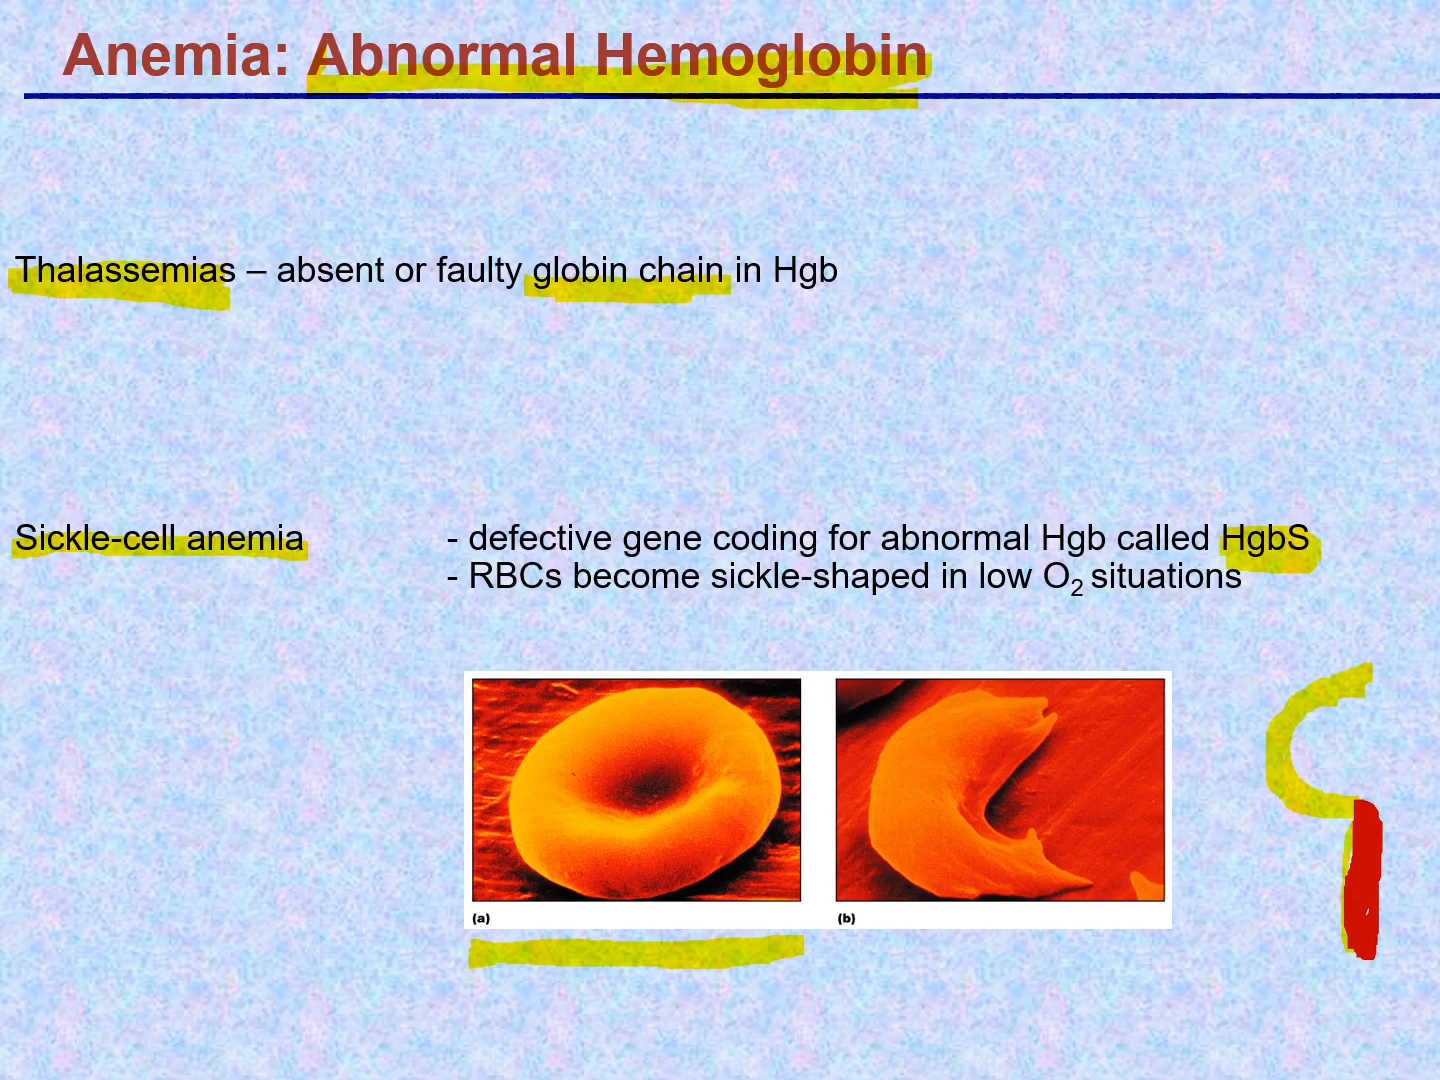 Anemia: Abnormal Hemoglobin
Thalassemias – absent or faulty globin chain in Hgb
Sickle-cell anemia - defective gene coding for abnormal Hgb called HgbS
- RBCs become sickle-shaped in low O₂ situations
(a) (b)